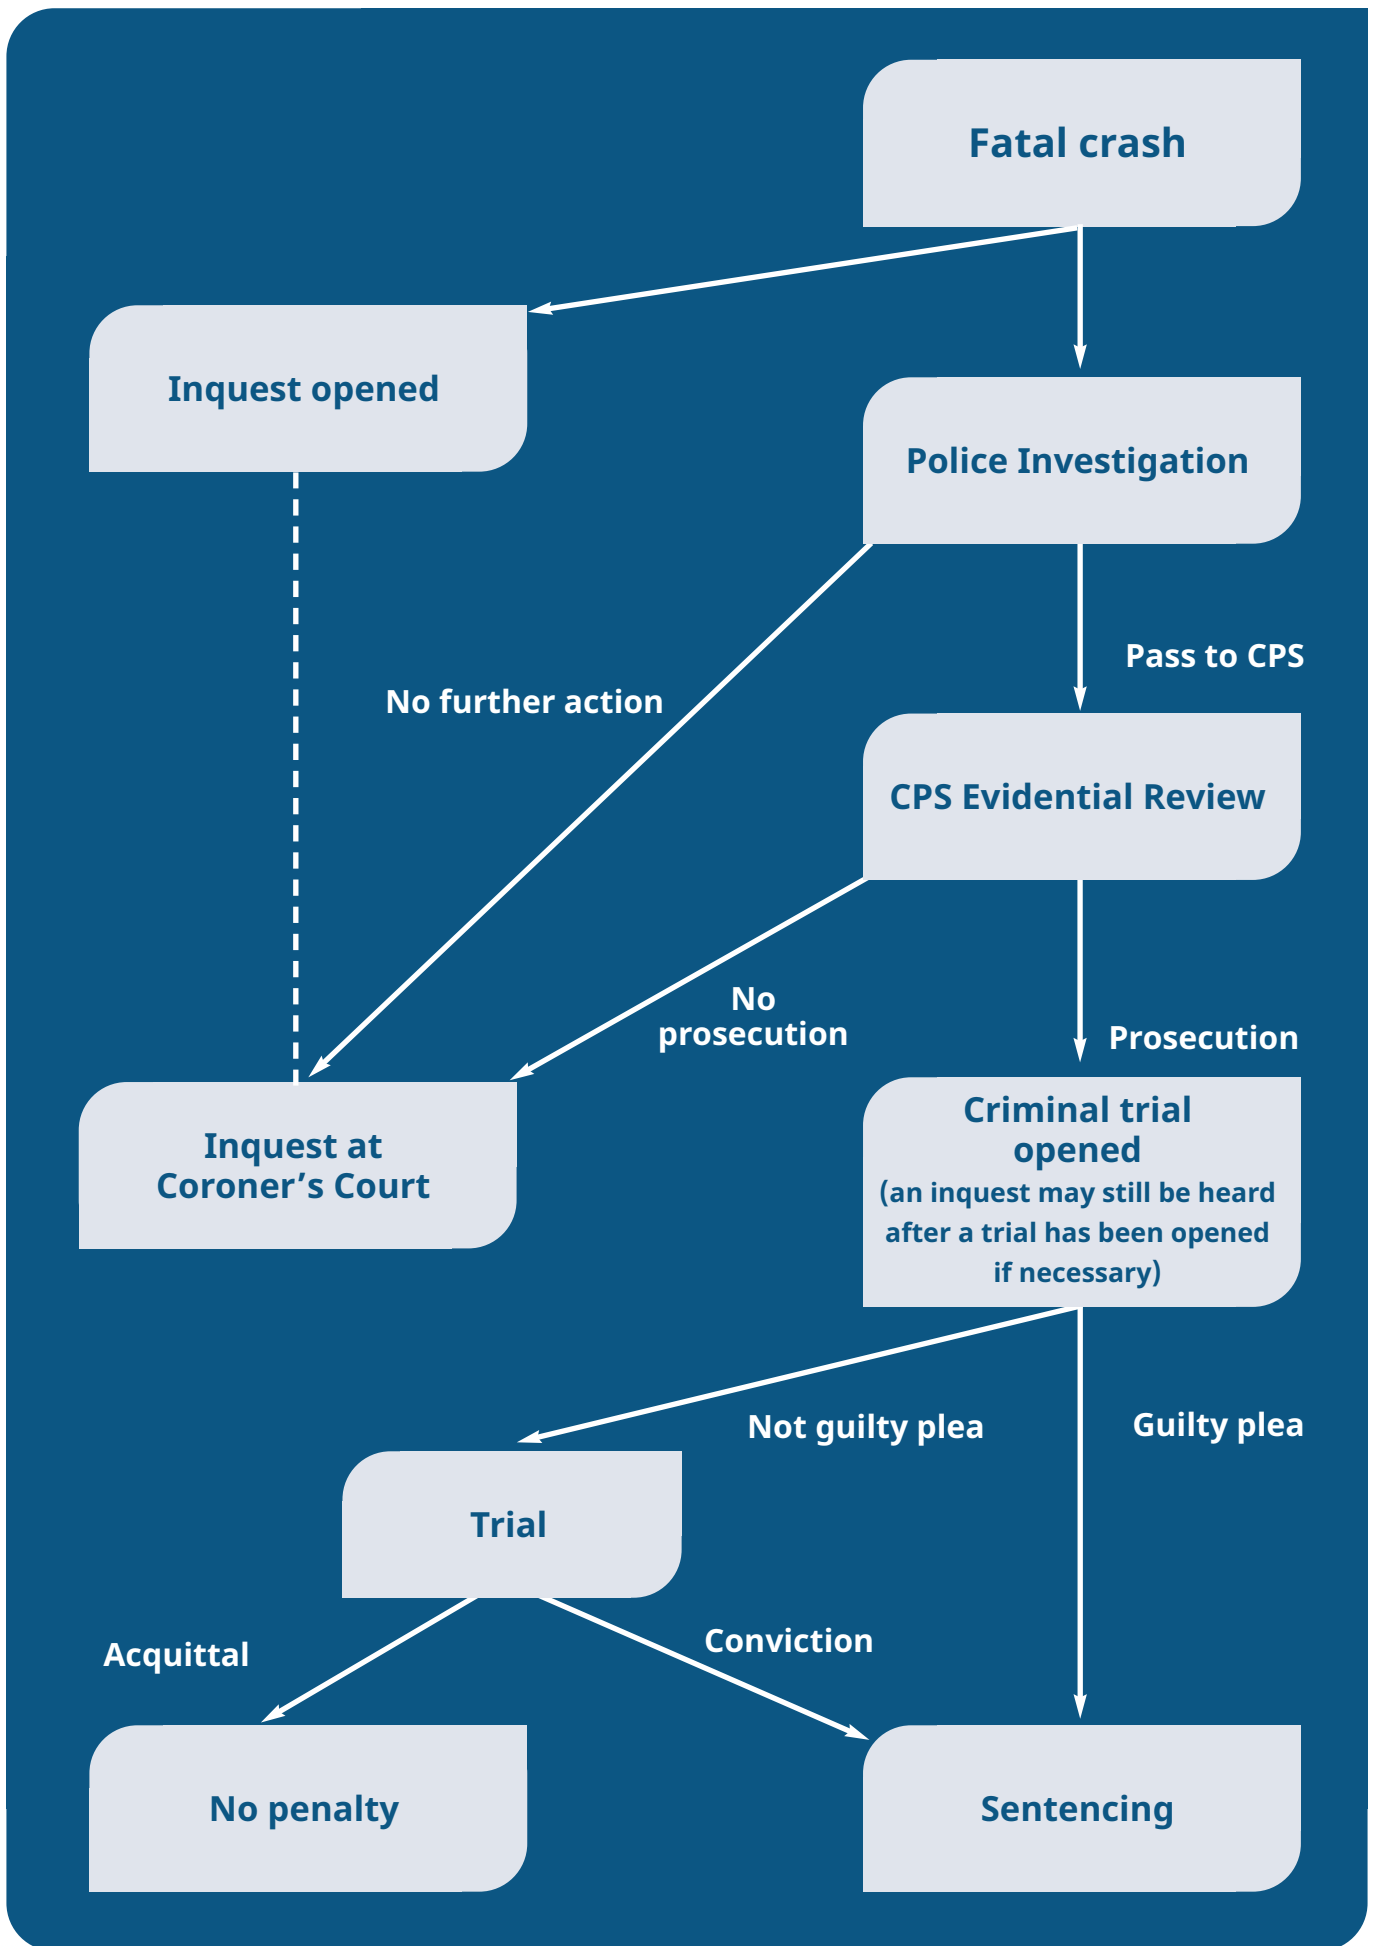 Fatal crash
Inquest opened
Police Investigation
Pass to CPS
No further action
CPS Evidential Review
No
prosecution
Prosecution
Inquest at
Coroner’s Court
Criminal trial
opened
(an inquest may still be heard
after a trial has been opened
if necessary)
Not guilty plea
Guilty plea
Trial
Acquittal
Conviction
No penalty
Sentencing